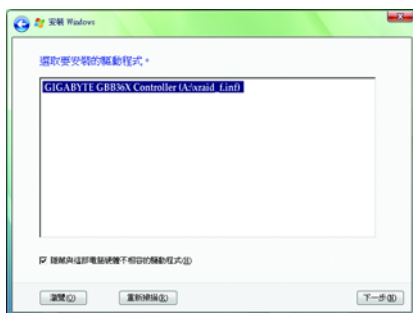 安裝 Windows
選取要安裝的驅動程式。
GIGABYTE GBB36X Controller (A:\xraid_f.inf)
隱藏與這部電腦硬體不相容的驅動程式(H)
瀏覽(O)
重新掃描(R)
下一步(N)